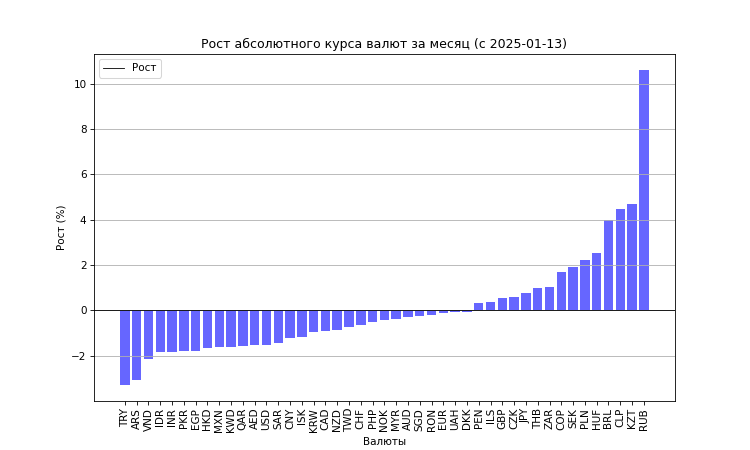 Рост абсолютного курса валют за месяц (с 2025-01-13)
Рост
10
8
6
4
2
0
−2
Рост (%)
TRY ARS VND IDR INR PKR EGP HKD MXN KWD QAR AED USD SAR CNY ISK KRW CAD NZD TWD CHF PHP NOK MYR AUD SGD RON EUR UAH DKK PEN ILS GBP CZK JPY THB ZAR COP SEK PLN HUF BRL CLP KZT RUB
Валюты